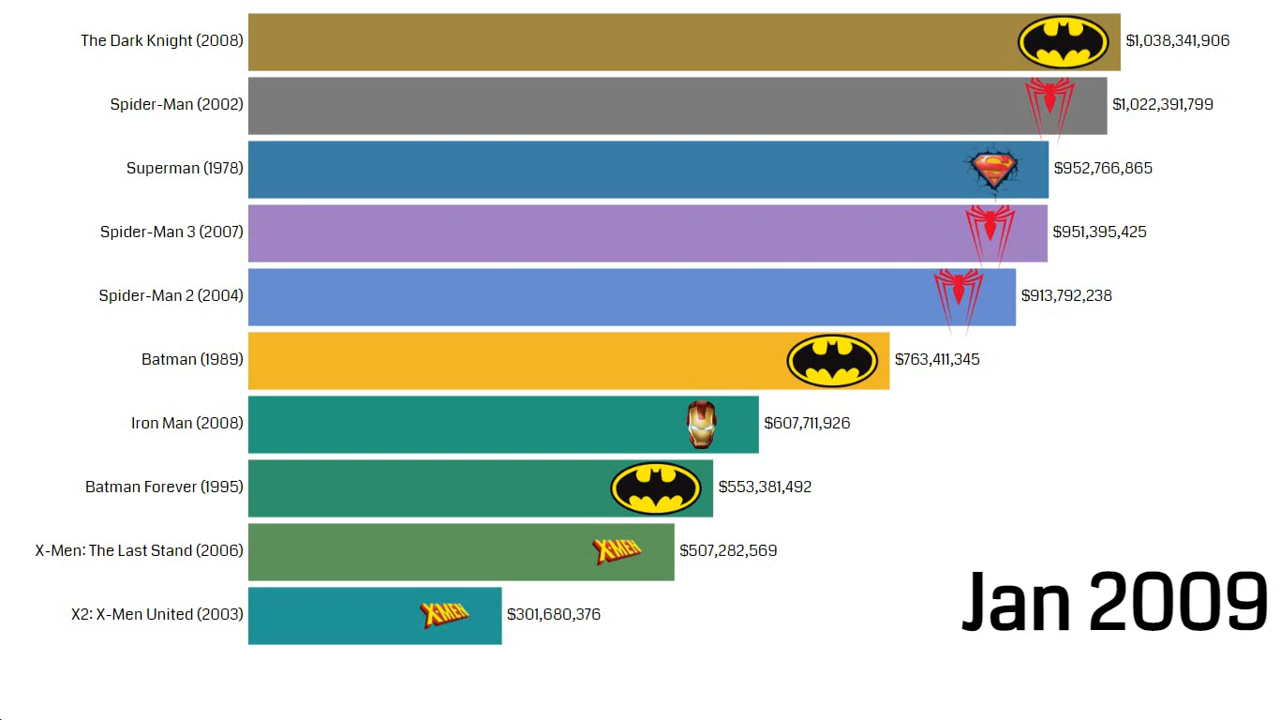 The Dark Knight (2008) $1,038,341,906
Spider-Man (2002) $1,022,391,799
Superman (1978) $952,766,865
Spider-Man 3 (2007) $951,395,425
Spider-Man 2 (2004) $913,792,238
Batman (1989) $763,411,345
Iron Man (2008) $607,711,926
Batman Forever (1995) $553,381,492
X-Men: The Last Stand (2006) X-MEN $507,282,569
X2: X-Men United (2003) X-MEN $301,680,376
Jan 2009